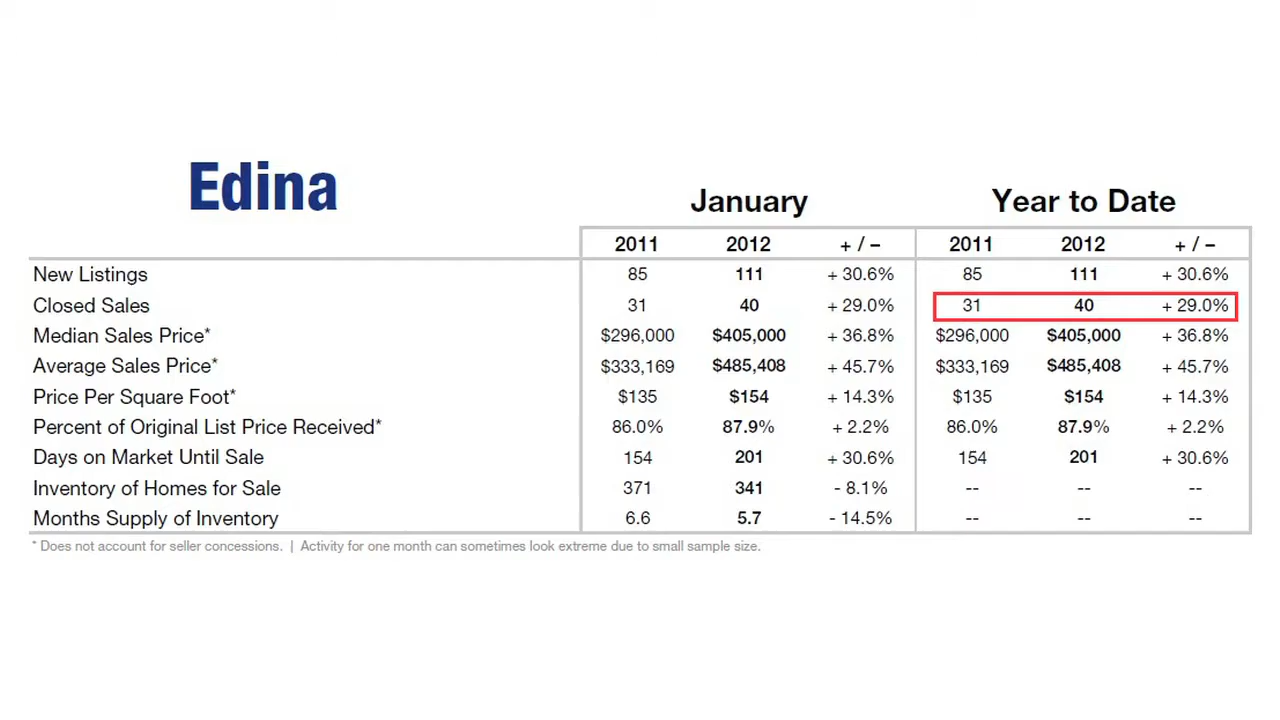 Edina
January Year to Date
2011 2012 + / – 2011 2012 + / –
New Listings 85 111 + 30.6% 85 111 + 30.6%
Closed Sales 31 40 + 29.0% 31 40 + 29.0%
Median Sales Price* $296,000 $405,000 + 36.8% $296,000 $405,000 + 36.8%
Average Sales Price* $333,169 $485,408 + 45.7% $333,169 $485,408 + 45.7%
Price Per Square Foot* $135 $154 + 14.3% $135 $154 + 14.3%
Percent of Original List Price Received* 86.0% 87.9% + 2.2% 86.0% 87.9% + 2.2%
Days on Market Until Sale 154 201 + 30.6% 154 201 + 30.6%
Inventory of Homes for Sale 371 341 - 8.1% -- -- --
Months Supply of Inventory 6.6 5.7 - 14.5% -- -- --
* Does not account for seller concessions. | Activity for one month can sometimes look extreme due to small sample size.